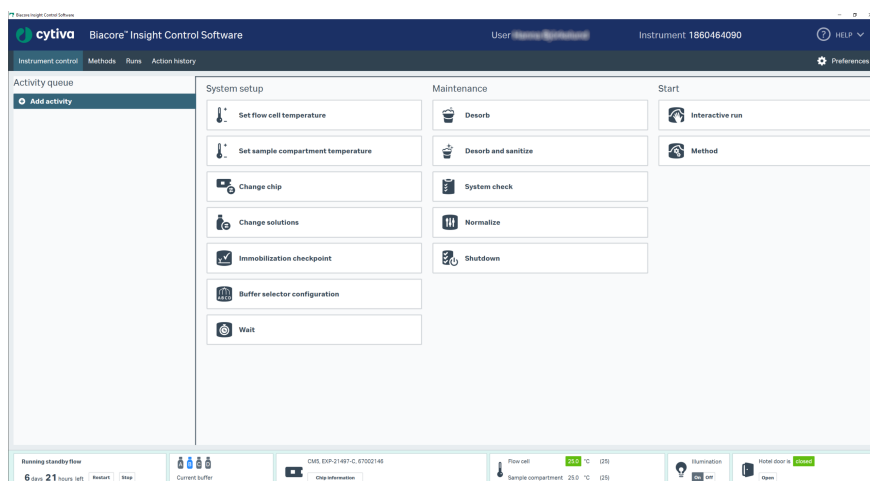 Biacore Insight Control Software
cytiva Biacore™ Insight Control Software User Instrument 1860464090 ? HELP
Instrument control Methods Runs Action history Preferences
Activity queue
Add activity
System setup
Set flow cell temperature
Set sample compartment temperature
Change chip
Change solutions
Immobilization checkpoint
ABCD
Buffer selector configuration
Wait
Maintenance
Desorb
Desorb and sanitize
System check
Normalize
Shutdown
Start
Interactive run
Method
Running standby flow
6 days 21 hours left Restart Stop
A B C D
Current buffer
CM5, EXP-21497-C, 67002146
Chip information
Flow cell 25.0 °C (25)
Sample compartment 25.0 °C (25)
Illumination
On Off
Hotel door is closed
Open